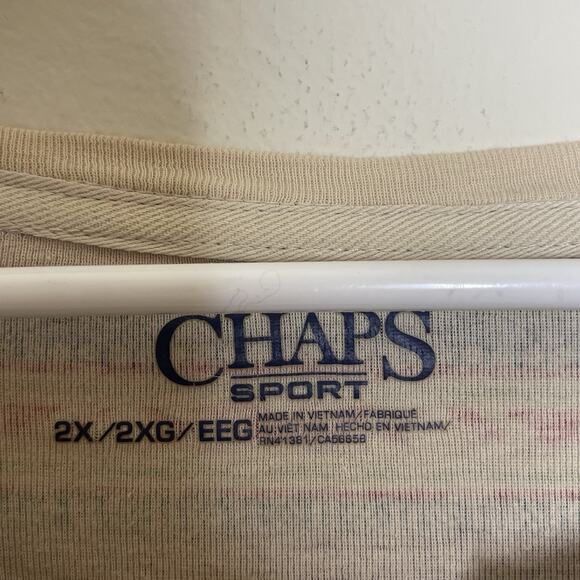 CHAPS
SPORT
2X/2XG/EEG
MADE IN VIETNAM/FABRIQUÉ
AU VIET NAM HECHO EN VIETNAM/
RN41381/CA56658